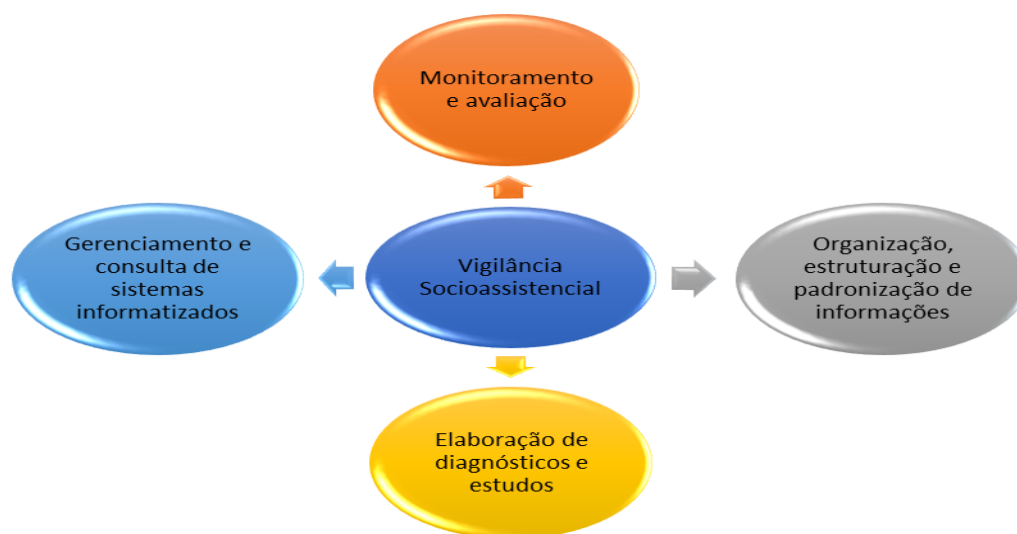 Monitoramento
e avaliação
Gerenciamento e
consulta de
sistemas
informatizados
Vigilância
Socioassistencial
Organização,
estruturação e
padronização de
informações
Elaboração de
diagnósticos e
estudos